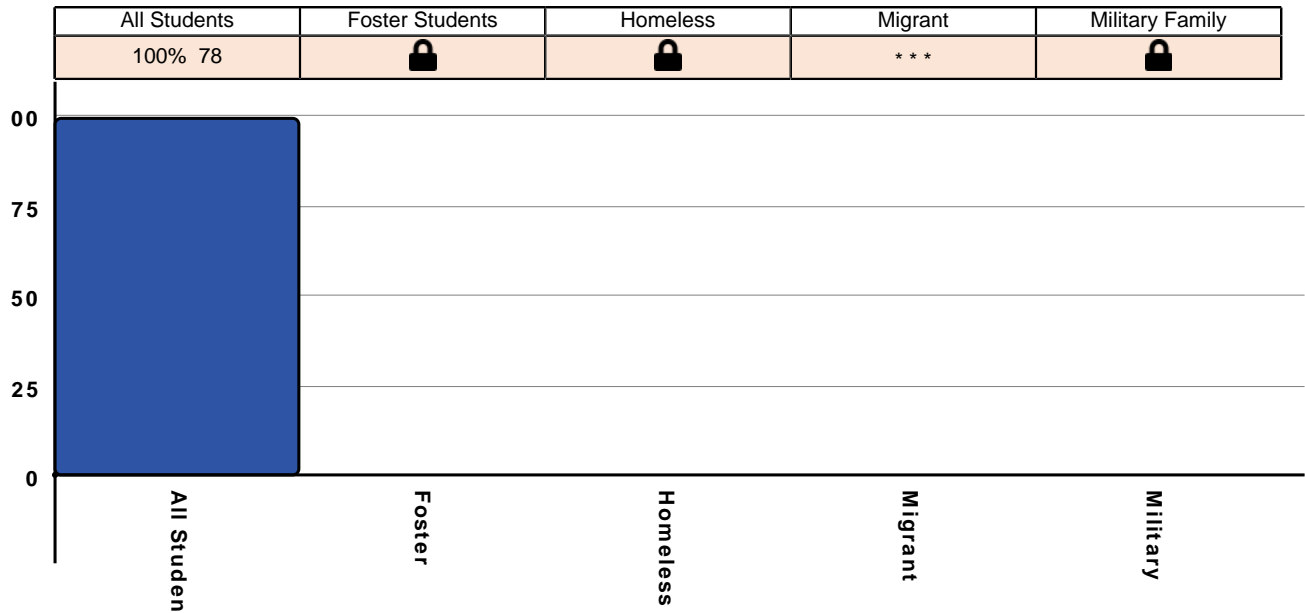 All Students Foster Students Homeless Migrant Military Family
100% 78 * * *
00
75
50
25
0
All Studen
Foster
Homeless
Migrant
Military